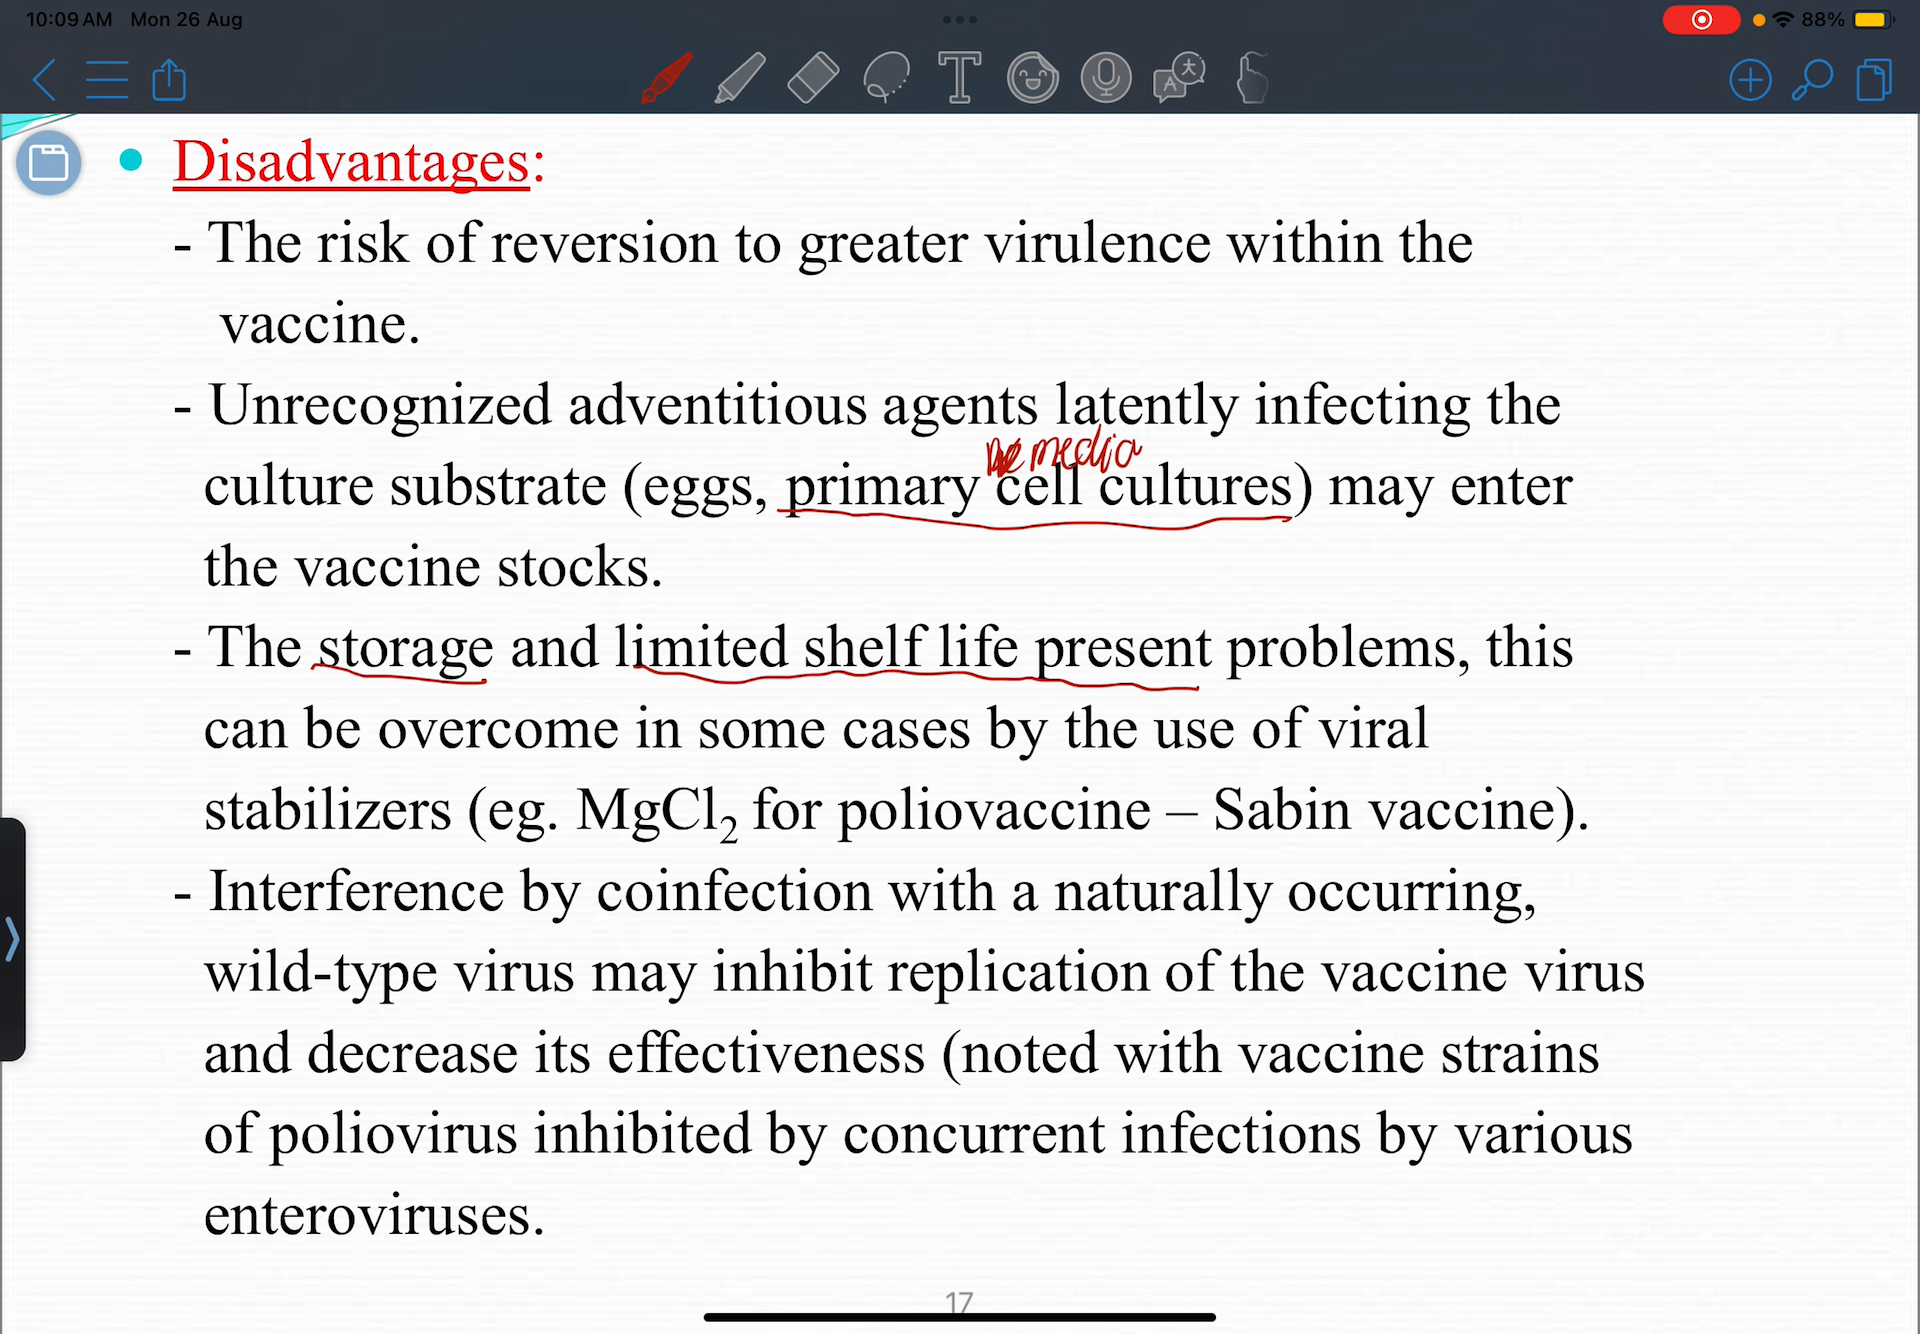 10:09 AM Mon 26 Aug
88%
• Disadvantages:
- The risk of reversion to greater virulence within the
vaccine.
- Unrecognized adventitious agents latently infecting the
media
culture substrate (eggs, primary cell cultures) may enter
the vaccine stocks.
- The storage and limited shelf life present problems, this
can be overcome in some cases by the use of viral
stabilizers (eg. MgCl₂ for poliovaccine – Sabin vaccine).
- Interference by coinfection with a naturally occurring,
wild-type virus may inhibit replication of the vaccine virus
and decrease its effectiveness (noted with vaccine strains
of poliovirus inhibited by concurrent infections by various
enteroviruses.
17